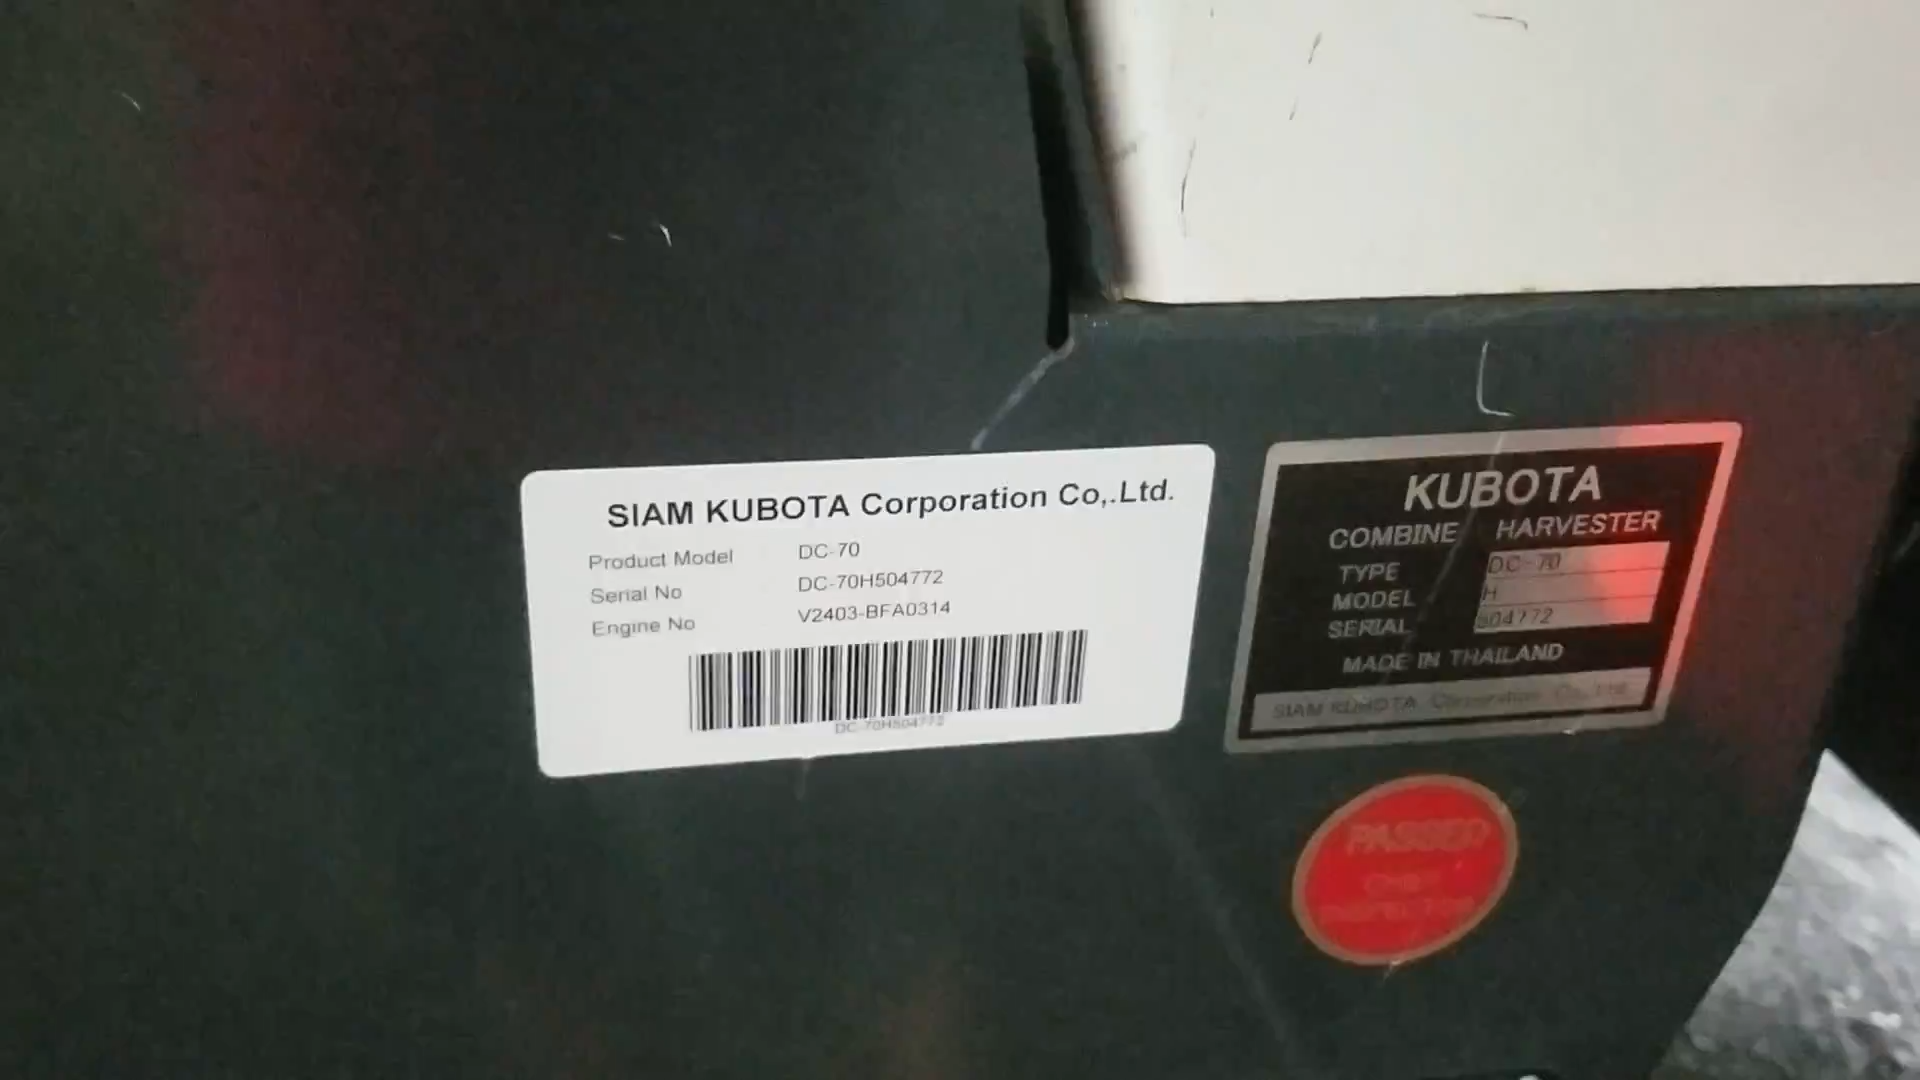 SIAM KUBOTA Corporation Co,.Ltd.
Product Model DC-70
Serial No DC-70H504772
Engine No V2403-BFA0314
DC-70H504772
KUBOTA
COMBINE HARVESTER
TYPE DC-70
MODEL H
SERIAL 504772
MADE IN THAILAND
SIAM KUBOTA Corporation Co.,Ltd.
PASSED